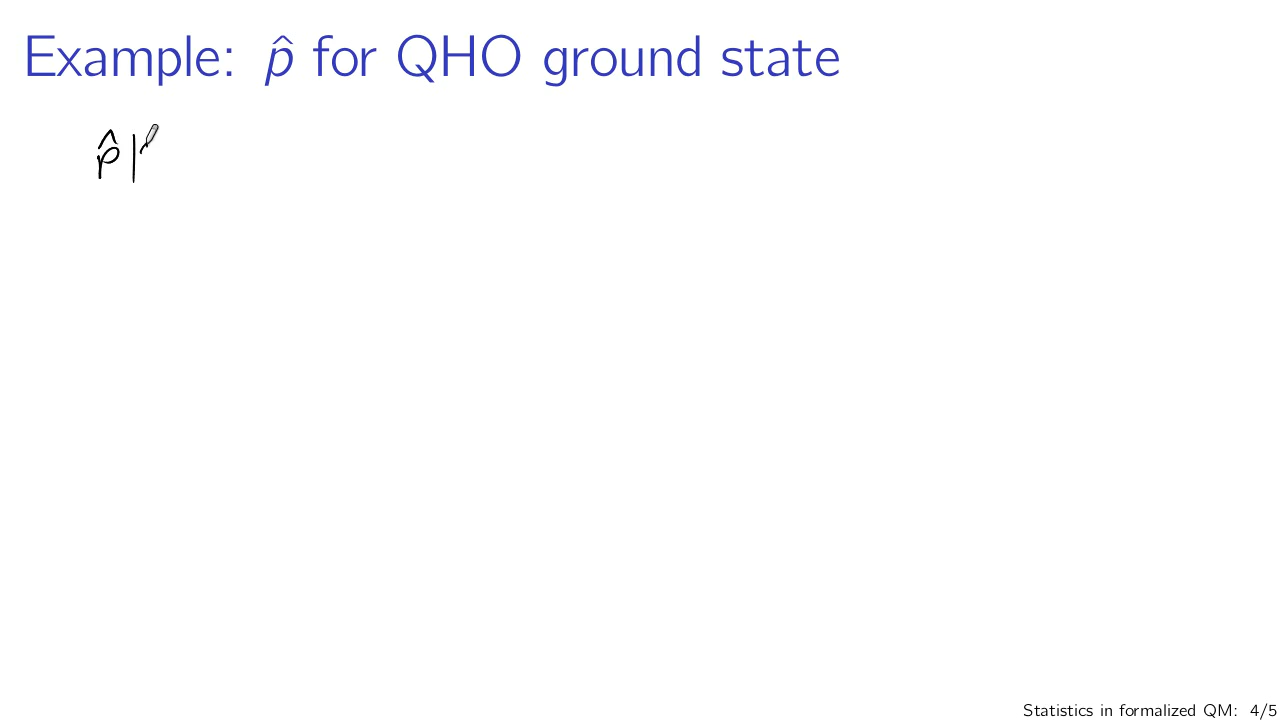 Example: p̂ for QHO ground state
p̂ |
Statistics in formalized QM: 4/5